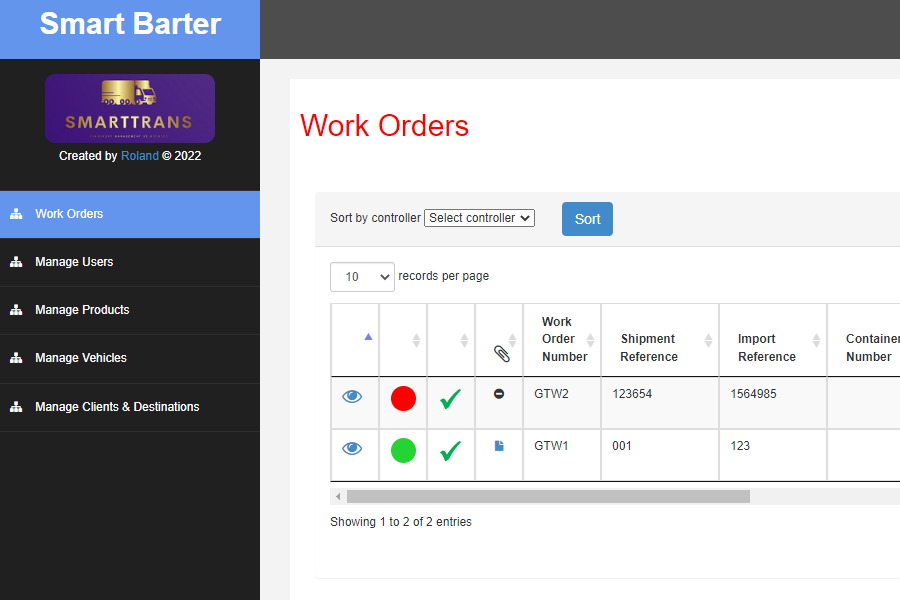 Smart Barter
SMARTTRANS
Created by Roland © 2022
Work Orders
Manage Users
Manage Products
Manage Vehicles
Manage Clients & Destinations
Work Orders
Sort by controller Select controller Sort
10 records per page
Work
Order
Number
Shipment
Reference
Import
Reference
Container
Number
GTW2 123654 1564985
GTW1 001 123
Showing 1 to 2 of 2 entries